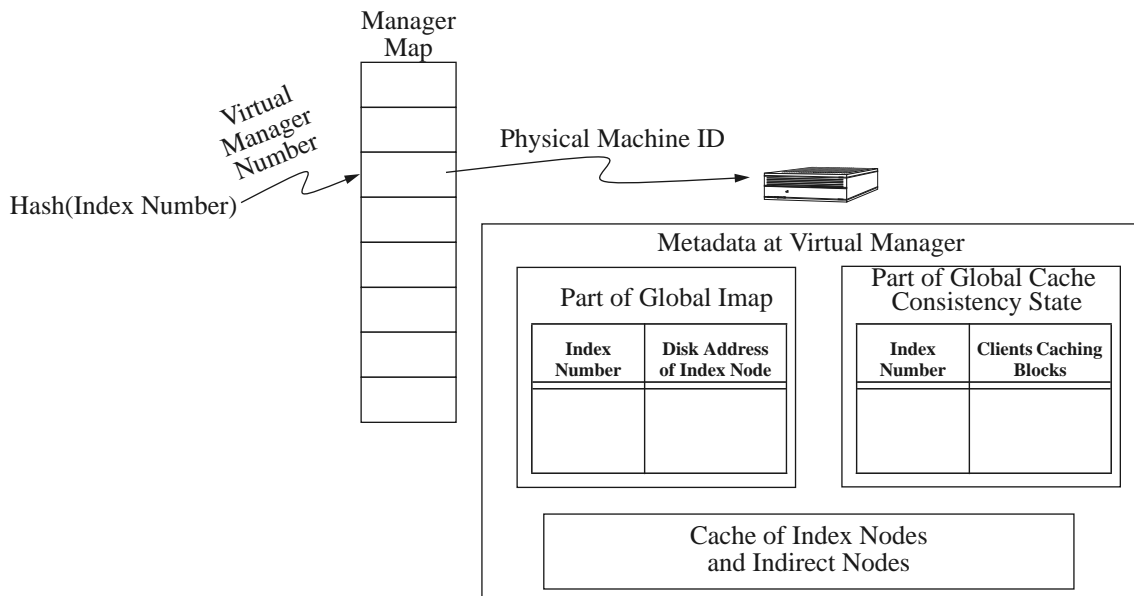 Manager
Map
Virtual
Manager
Number
Physical Machine ID
Hash(Index Number)
Metadata at Virtual Manager
Part of Global Imap
Index
Number
Disk Address
of Index Node
Part of Global Cache
Consistency State
Index
Number
Clients Caching
Blocks
Cache of Index Nodes
and Indirect Nodes